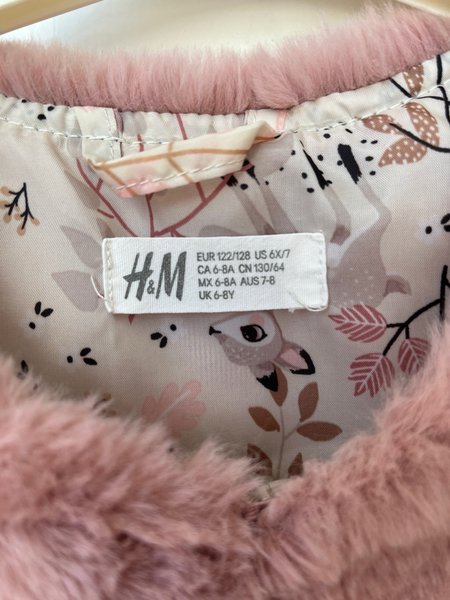 H&M
EUR 122/128 US 6X/7
CA 6-8A CN 130/64
MX 6-8A AUS 7-8
UK 6-8Y